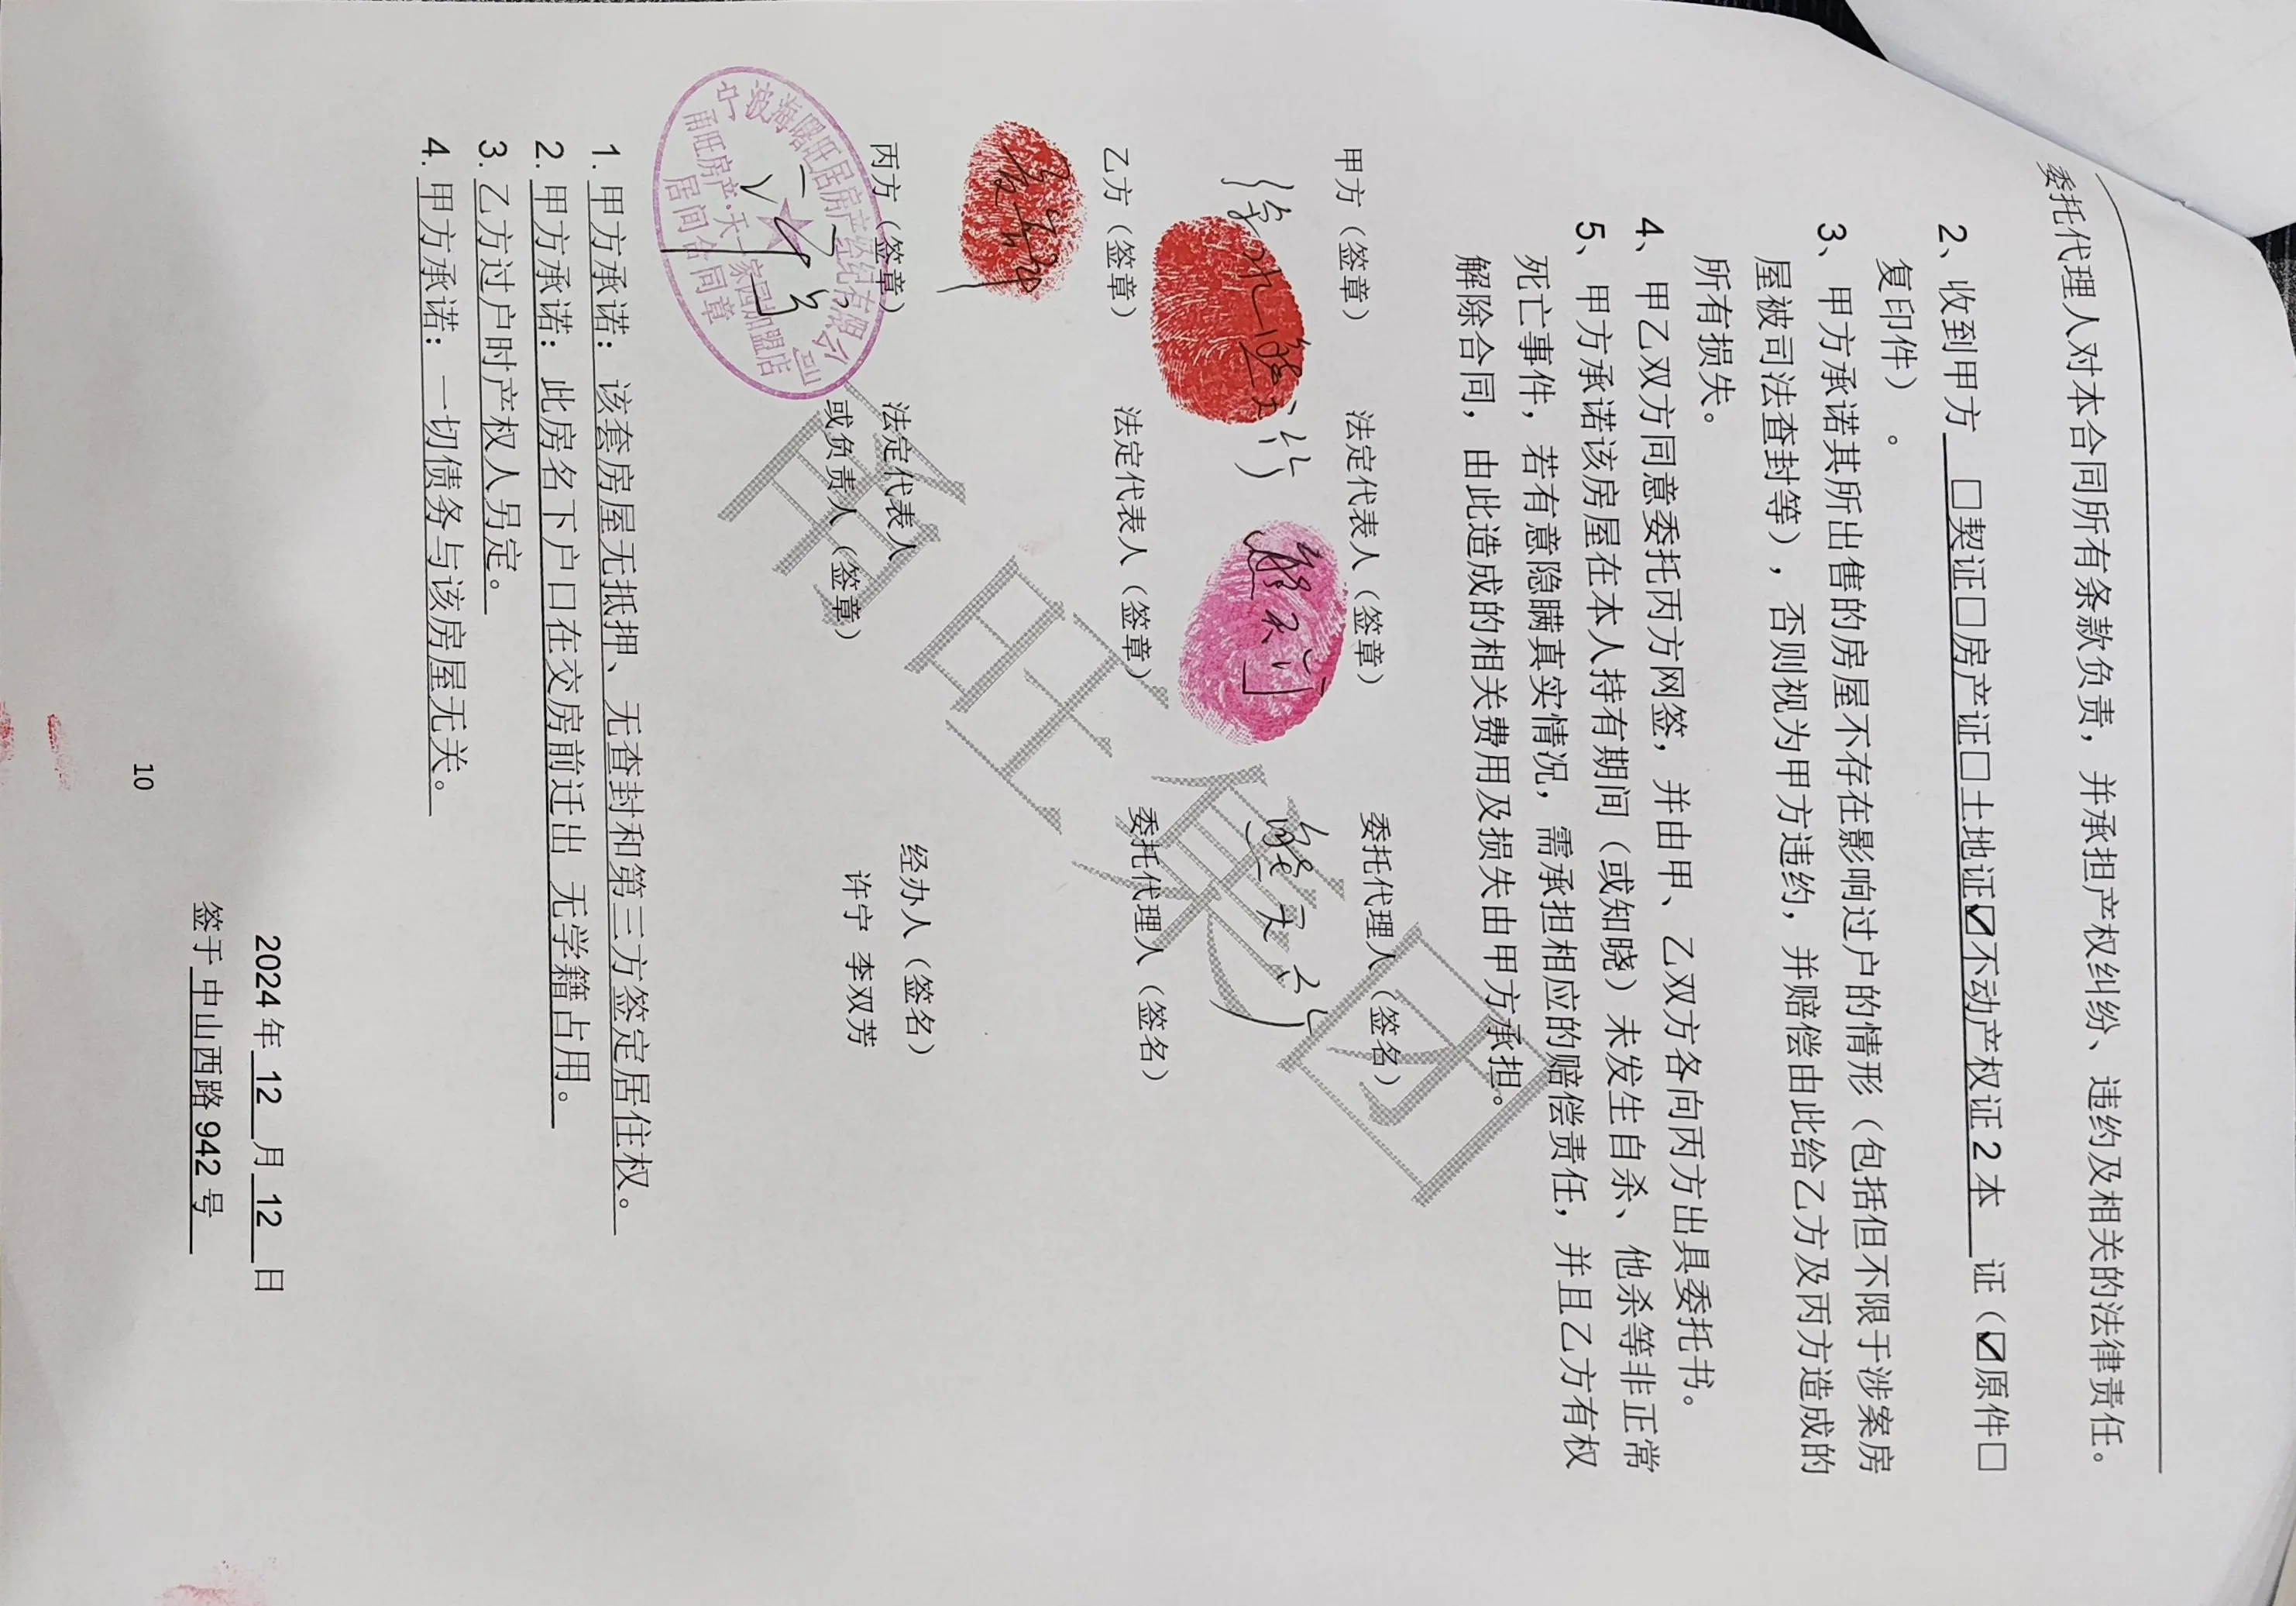 委托代理人对本合同所有条款负责，并承担产权纠纷、违约及相关的法律责任。
2、收到甲方 □契证□房产证□土地证☑不动产权证 2 本 证（☑原件□
复印件）。
3、甲方承诺其所出售的房屋不存在影响过户的情形（包括但不限于涉案房
屋被司法查封等），否则视为甲方违约，并赔偿由此给乙方及丙方造成的
所有损失。
4、甲乙双方同意委托丙方网签，并由甲、乙双方各向丙方出具委托书。
5、甲方承诺该房屋在本人持有期间（或知晓）未发生自杀、他杀等非正常
死亡事件，若有意隐瞒真实情况，需承担相应的赔偿责任，并且乙方有权
解除合同，由此造成的相关费用及损失由甲方承担。
甲方（签章） 法定代表人（签章） 委托代理人（签名）
乙方（签章） 法定代表人（签章） 委托代理人（签名）
丙方（签章） 法定代表人 经办人（签名）
或负责人（签章） 许宁 李双芳
宁波海曙旺居房产经纪有限公司
甬旺房产·天一家园加盟店
居间合同章
1. 甲方承诺：该套房屋无抵押、无查封和第三方签定居住权。
2. 甲方承诺：此房名下户口在交房前迁出 无学籍占用。
3. 乙方过户时产权人另定。
4. 甲方承诺：一切债务与该房屋无关。
2024 年 12 月 12 日
签于 中山西路 942 号
10